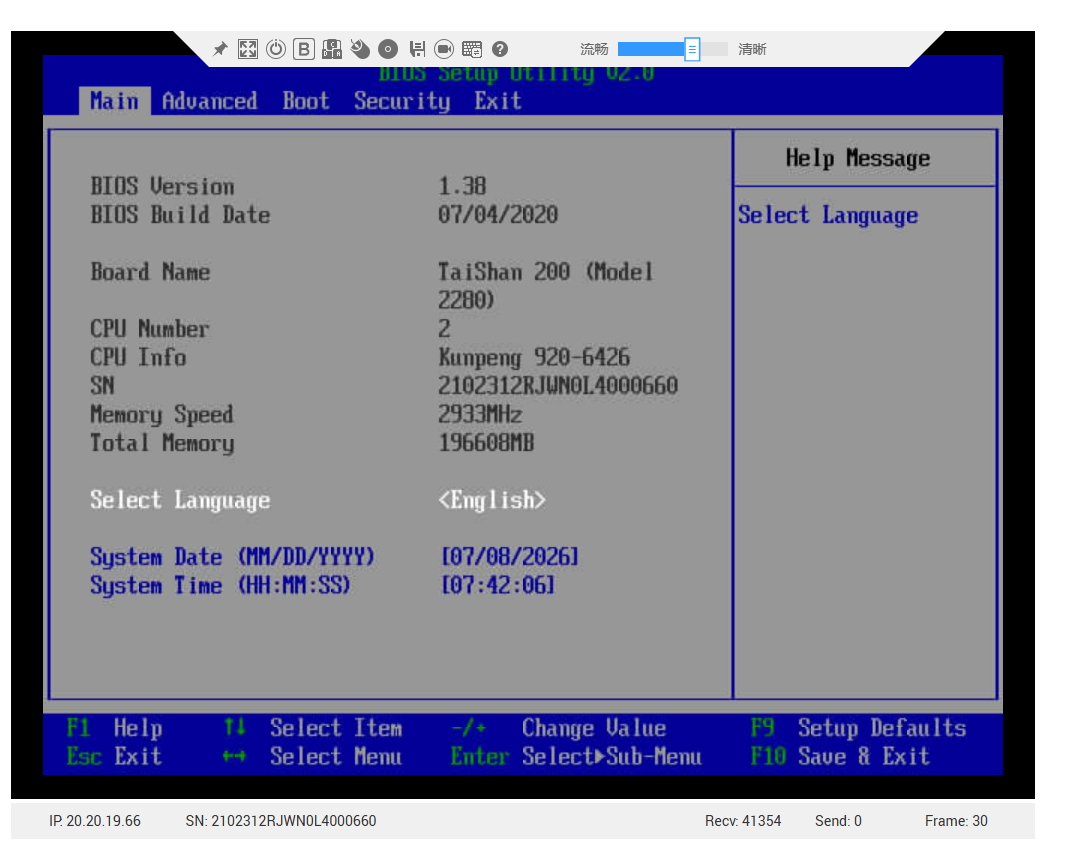 流畅 清晰
BIOS Setup Utility V2.0
Main Advanced Boot Security Exit
Help Message
Select Language
BIOS Version 1.38
BIOS Build Date 07/04/2020
Board Name TaiShan 200 (Model
2280)
CPU Number 2
CPU Info Kunpeng 920-6426
SN 2102312RJWN0L4000660
Memory Speed 2933MHz
Total Memory 196608MB
Select Language <English>
System Date (MM/DD/YYYY) [07/08/2026]
System Time (HH:MM:SS) [07:42:06]
F1 Help ↑↓ Select Item -/+ Change Value F9 Setup Defaults
Esc Exit ←→ Select Menu Enter Select▶Sub-Menu F10 Save & Exit
IP: 20.20.19.66 SN: 2102312RJWN0L4000660 Recv: 41354 Send: 0 Frame: 30